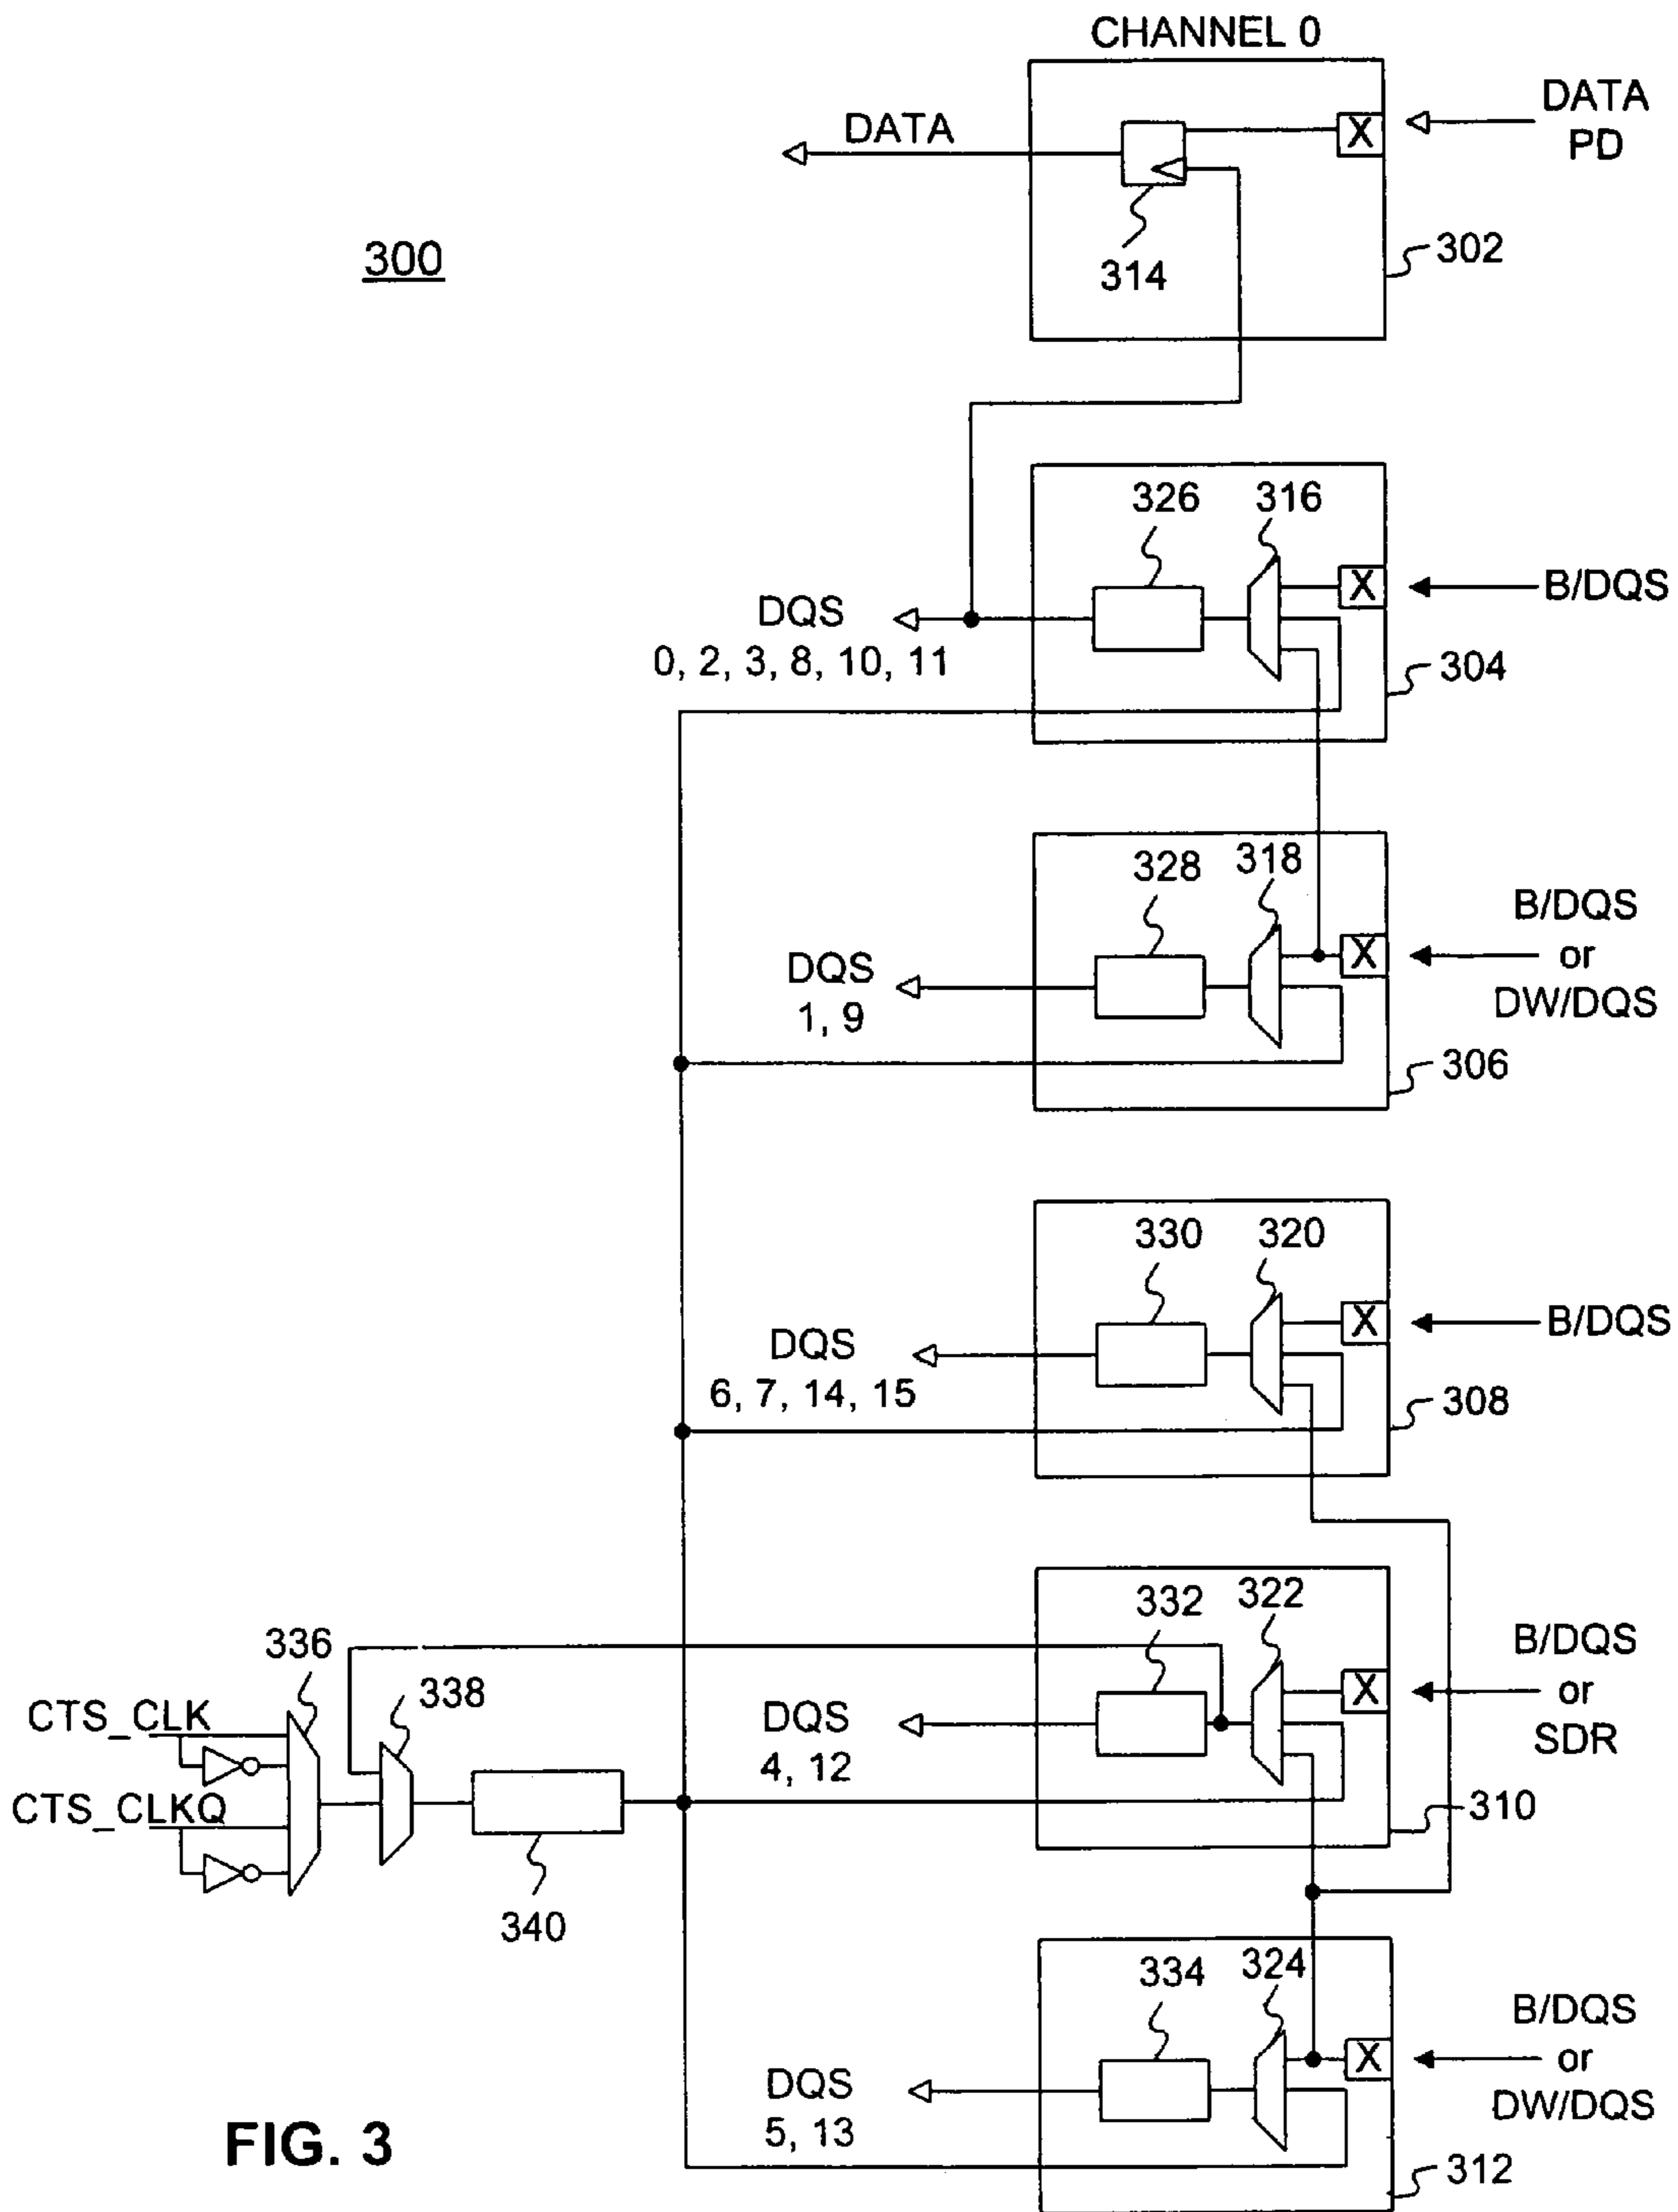 CHANNEL 0
DATA
DATA
PD
X
300
314
302
326
316
X
B/DQS
DQS
0, 2, 3, 8, 10, 11
304
328
318
B/DQS
X
or
DW/DQS
DQS
1, 9
306
330
320
X
B/DQS
DQS
6, 7, 14, 15
308
332
322
B/DQS
X
or
SDR
336
338
CTS_CLK
DQS
4, 12
CTS_CLKQ
310
340
334
324
B/DQS
X
or
DW/DQS
DQS
5, 13
FIG. 3
312